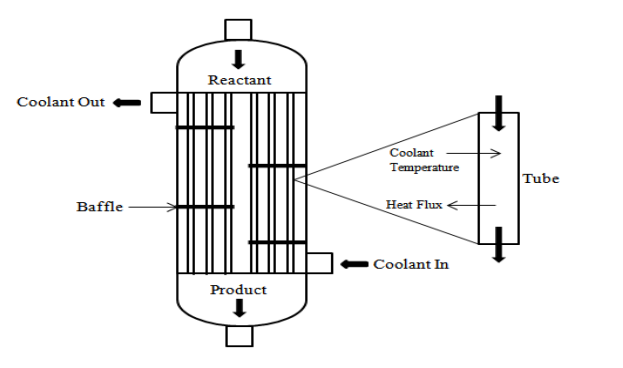 Reactant
Coolant Out
Coolant
Temperature
Tube
Baffle
Heat Flux
Coolant In
Product